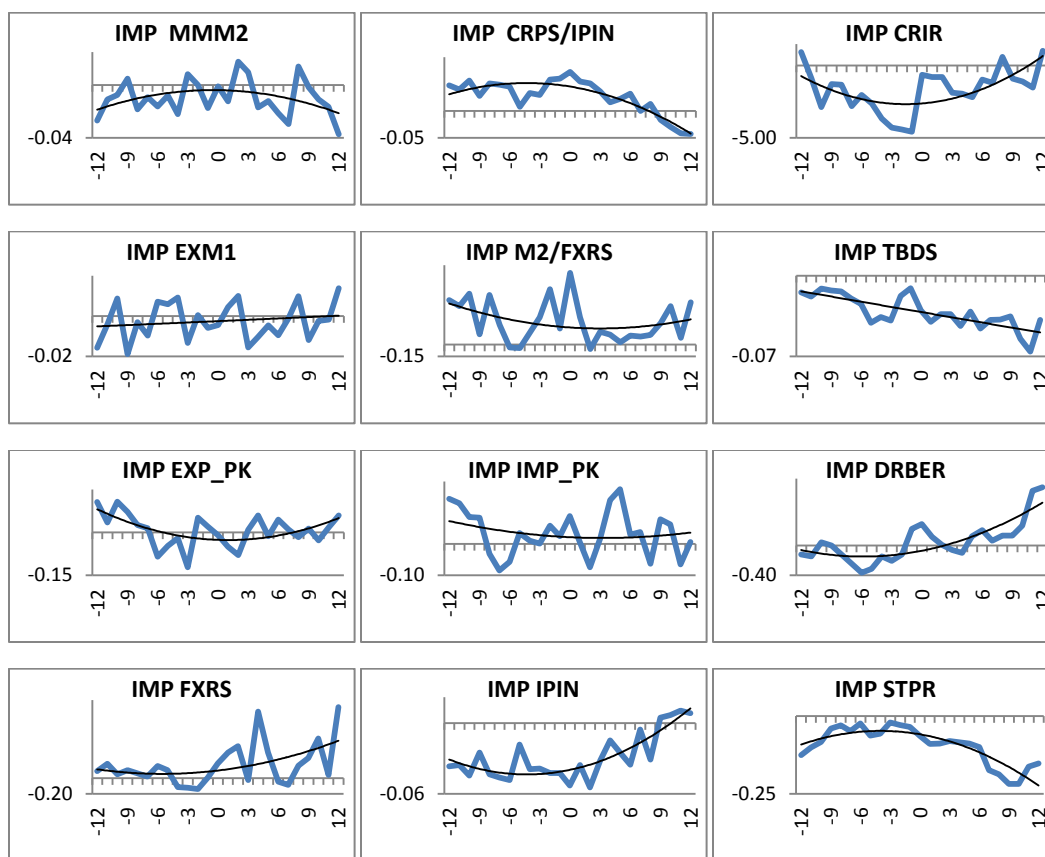 IMP MMM2
-0.04
-12 -9 -6 -3 0 3 6 9 12
IMP CRPS/IPIN
-0.05
-12 -9 -6 -3 0 3 6 9 12
IMP CRIR
-5.00
-12 -9 -6 -3 0 3 6 9 12
IMP EXM1
-0.02
-12 -9 -6 -3 0 3 6 9 12
IMP M2/FXRS
-0.15
-12 -9 -6 -3 0 3 6 9 12
IMP TBDS
-0.07
-12 -9 -6 -3 0 3 6 9 12
IMP EXP_PK
-0.15
-12 -9 -6 -3 0 3 6 9 12
IMP IMP_PK
-0.10
-12 -9 -6 -3 0 3 6 9 12
IMP DRBER
-0.40
-12 -9 -6 -3 0 3 6 9 12
IMP FXRS
-0.20
-12 -9 -6 -3 0 3 6 9 12
IMP IPIN
-0.06
-12 -9 -6 -3 0 3 6 9 12
IMP STPR
-0.25
-12 -9 -6 -3 0 3 6 9 12